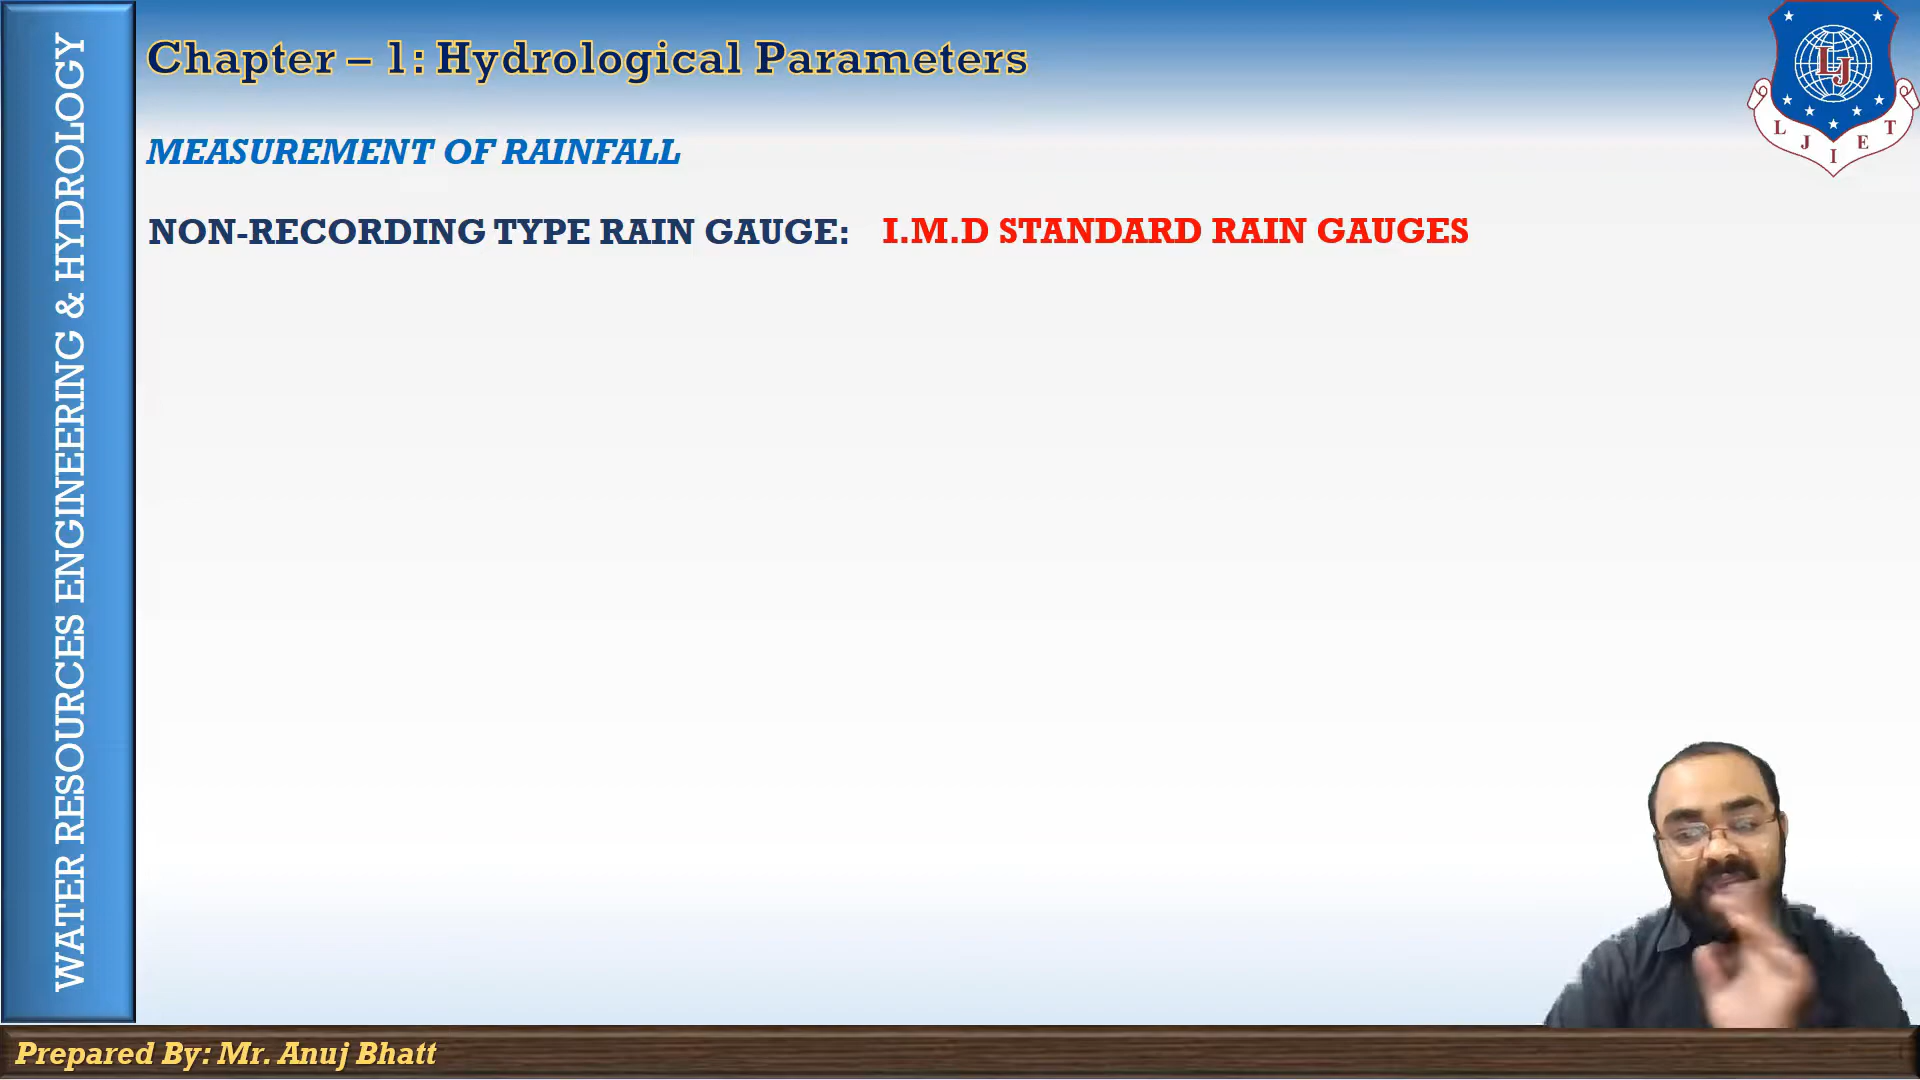 Chapter – 1: Hydrological Parameters
MEASUREMENT OF RAINFALL
NON-RECORDING TYPE RAIN GAUGE: I.M.D STANDARD RAIN GAUGES
WATER RESOURCES ENGINEERING & HYDROLOGY
LJ
L J I E T
Prepared By: Mr. Anuj Bhatt